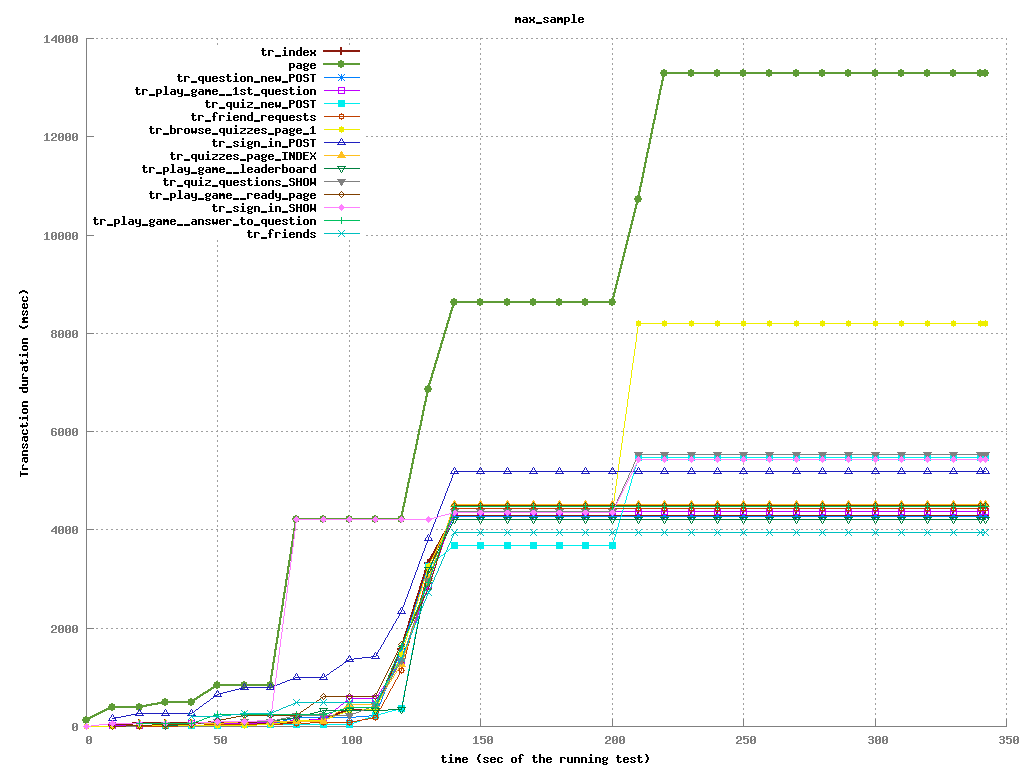 max_sample
14000
12000
10000
8000
6000
4000
2000
0
Transaction duration (msec)
tr_index
page
tr_question_new_POST
tr_play_game__1st_question
tr_quiz_new_POST
tr_friend_requests
tr_browse_quizzes_page_1
tr_sign_in_POST
tr_quizzes_page_INDEX
tr_play_game__leaderboard
tr_quiz_questions_SHOW
tr_play_game__ready_page
tr_sign_in_SHOW
tr_play_game__answer_to_question
tr_friends
0 50 100 150 200 250 300 350
time (sec of the running test)